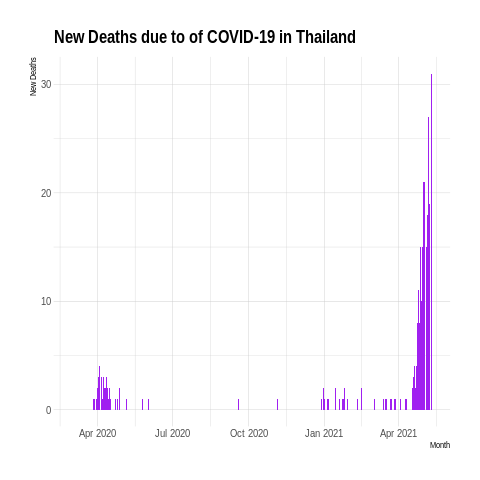 New Deaths due to of COVID-19 in Thailand
New Deaths
30
20
10
0
Apr 2020 Jul 2020 Oct 2020 Jan 2021 Apr 2021
Month